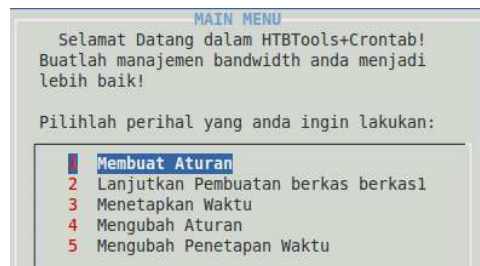 MAIN MENU
Selamat Datang dalam HTBTools+Crontab!
Buatlah manajemen bandwidth anda menjadi
lebih baik!
Pilihlah perihal yang anda ingin lakukan:
1 Membuat Aturan
2 Lanjutkan Pembuatan berkas berkas1
3 Menetapkan Waktu
4 Mengubah Aturan
5 Mengubah Penetapan Waktu